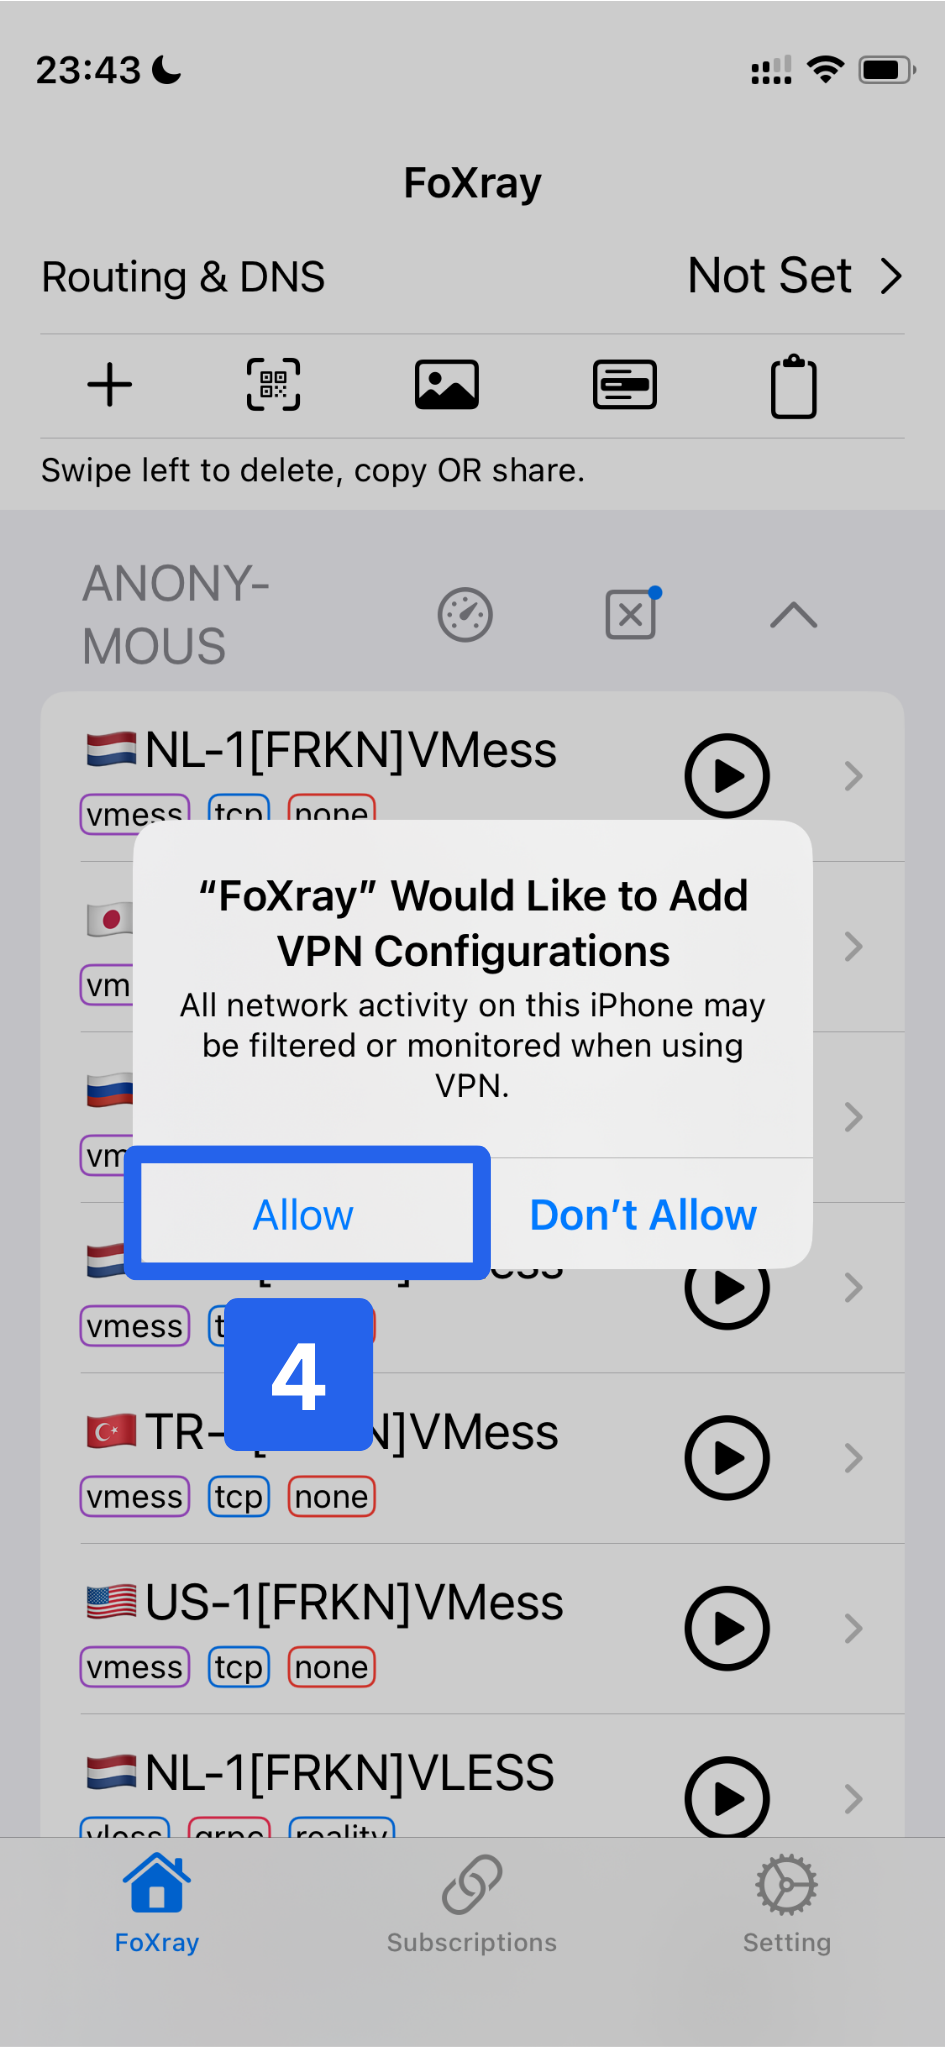 23:43
FoXray
Routing & DNS
Not Set
Swipe left to delete, copy OR share.
ANONY-
MOUS
NL-1[FRKN]VMess
vmess tcp none
“FoXray” Would Like to Add
VPN Configurations
All network activity on this iPhone may
be filtered or monitored when using
VPN.
Allow
Don’t Allow
vmess
4
TR- N]VMess
vmess tcp none
US-1[FRKN]VMess
vmess tcp none
NL-1[FRKN]VLESS
vless grpc reality
FoXray
Subscriptions
Setting